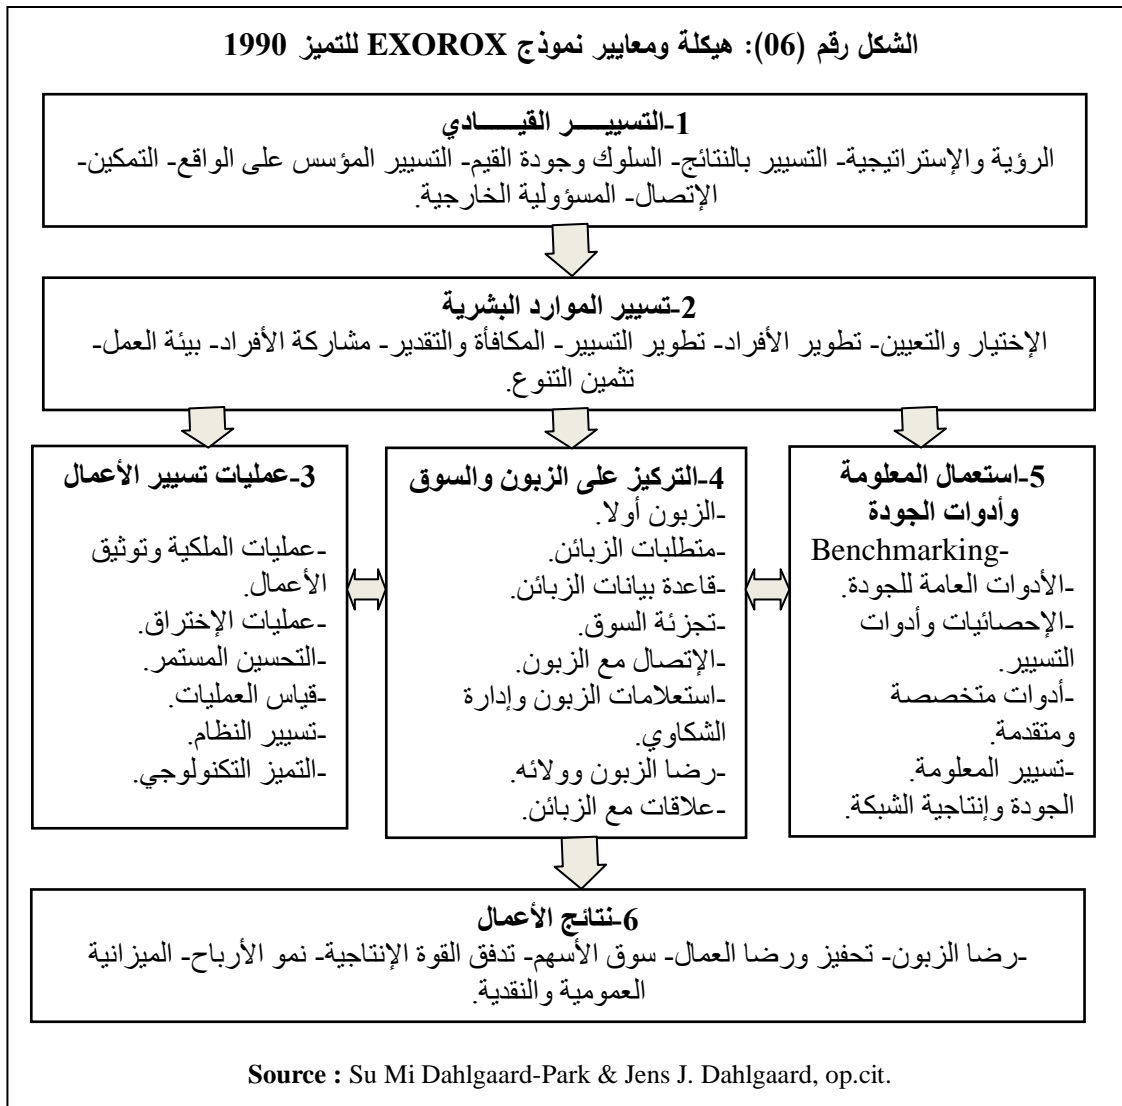 الشكل رقم (06): هيكلة ومعايير نموذج EXOROX للتميز 1990
1-التسييـــــر القيـــادي
الرؤية والإستراتيجية- التسيير بالنتائج- السلوك وجودة القيم- التسيير المؤسس على الواقع- التمكين-
الإتصال- المسؤولية الخارجية.
2-تسيير الموارد البشرية
الإختيار والتعيين- تطوير الأفراد- تطوير التسيير- المكافأة والتقدير- مشاركة الأفراد- بيئة العمل-
تثمين التنوع.
5-استعمال المعلومة
وأدوات الجودة
Benchmarking-
-الأدوات العامة للجودة.
-الإحصائيات وأدوات
التسيير.
-أدوات متخصصة
ومتقدمة.
-تسيير المعلومة.
الجودة وإنتاجية الشبكة.
4-التركيز على الزبون والسوق
-الزبون أولا.
-متطلبات الزبائن.
-قاعدة بيانات الزبائن.
-تجزئة السوق.
-الإتصال مع الزبون.
-استعلامات الزبون وإدارة
الشكاوي.
-رضا الزبون وولائه.
-علاقات مع الزبائن.
3-عمليات تسيير الأعمال
-عمليات الملكية وتوثيق
الأعمال.
-عمليات الإختراق.
-التحسين المستمر.
-قياس العمليات.
-تسيير النظام.
-التميز التكنولوجي.
6-نتائج الأعمال
-رضا الزبون- تحفيز ورضا العمال- سوق الأسهم- تدفق القوة الإنتاجية- نمو الأرباح- الميزانية
العمومية والنقدية.
Source : Su Mi Dahlgaard-Park & Jens J. Dahlgaard, op.cit.